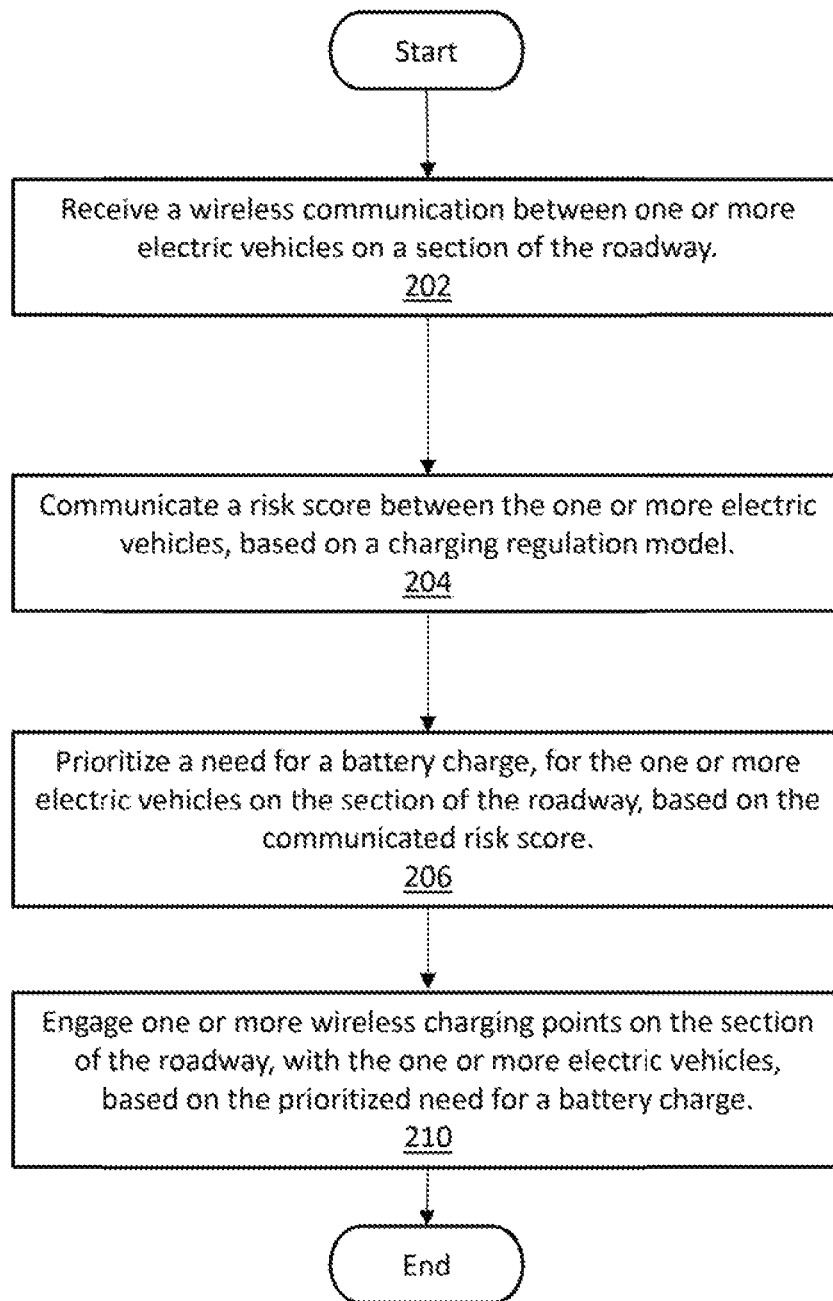 Start
Receive a wireless communication between one or more
electric vehicles on a section of the roadway.
202
Communicate a risk score between the one or more electric
vehicles, based on a charging regulation model.
204
Prioritize a need for a battery charge, for the one or more
electric vehicles on the section of the roadway, based on the
communicated risk score.
206
Engage one or more wireless charging points on the section
of the roadway, with the one or more electric vehicles,
based on the prioritized need for a battery charge.
210
End